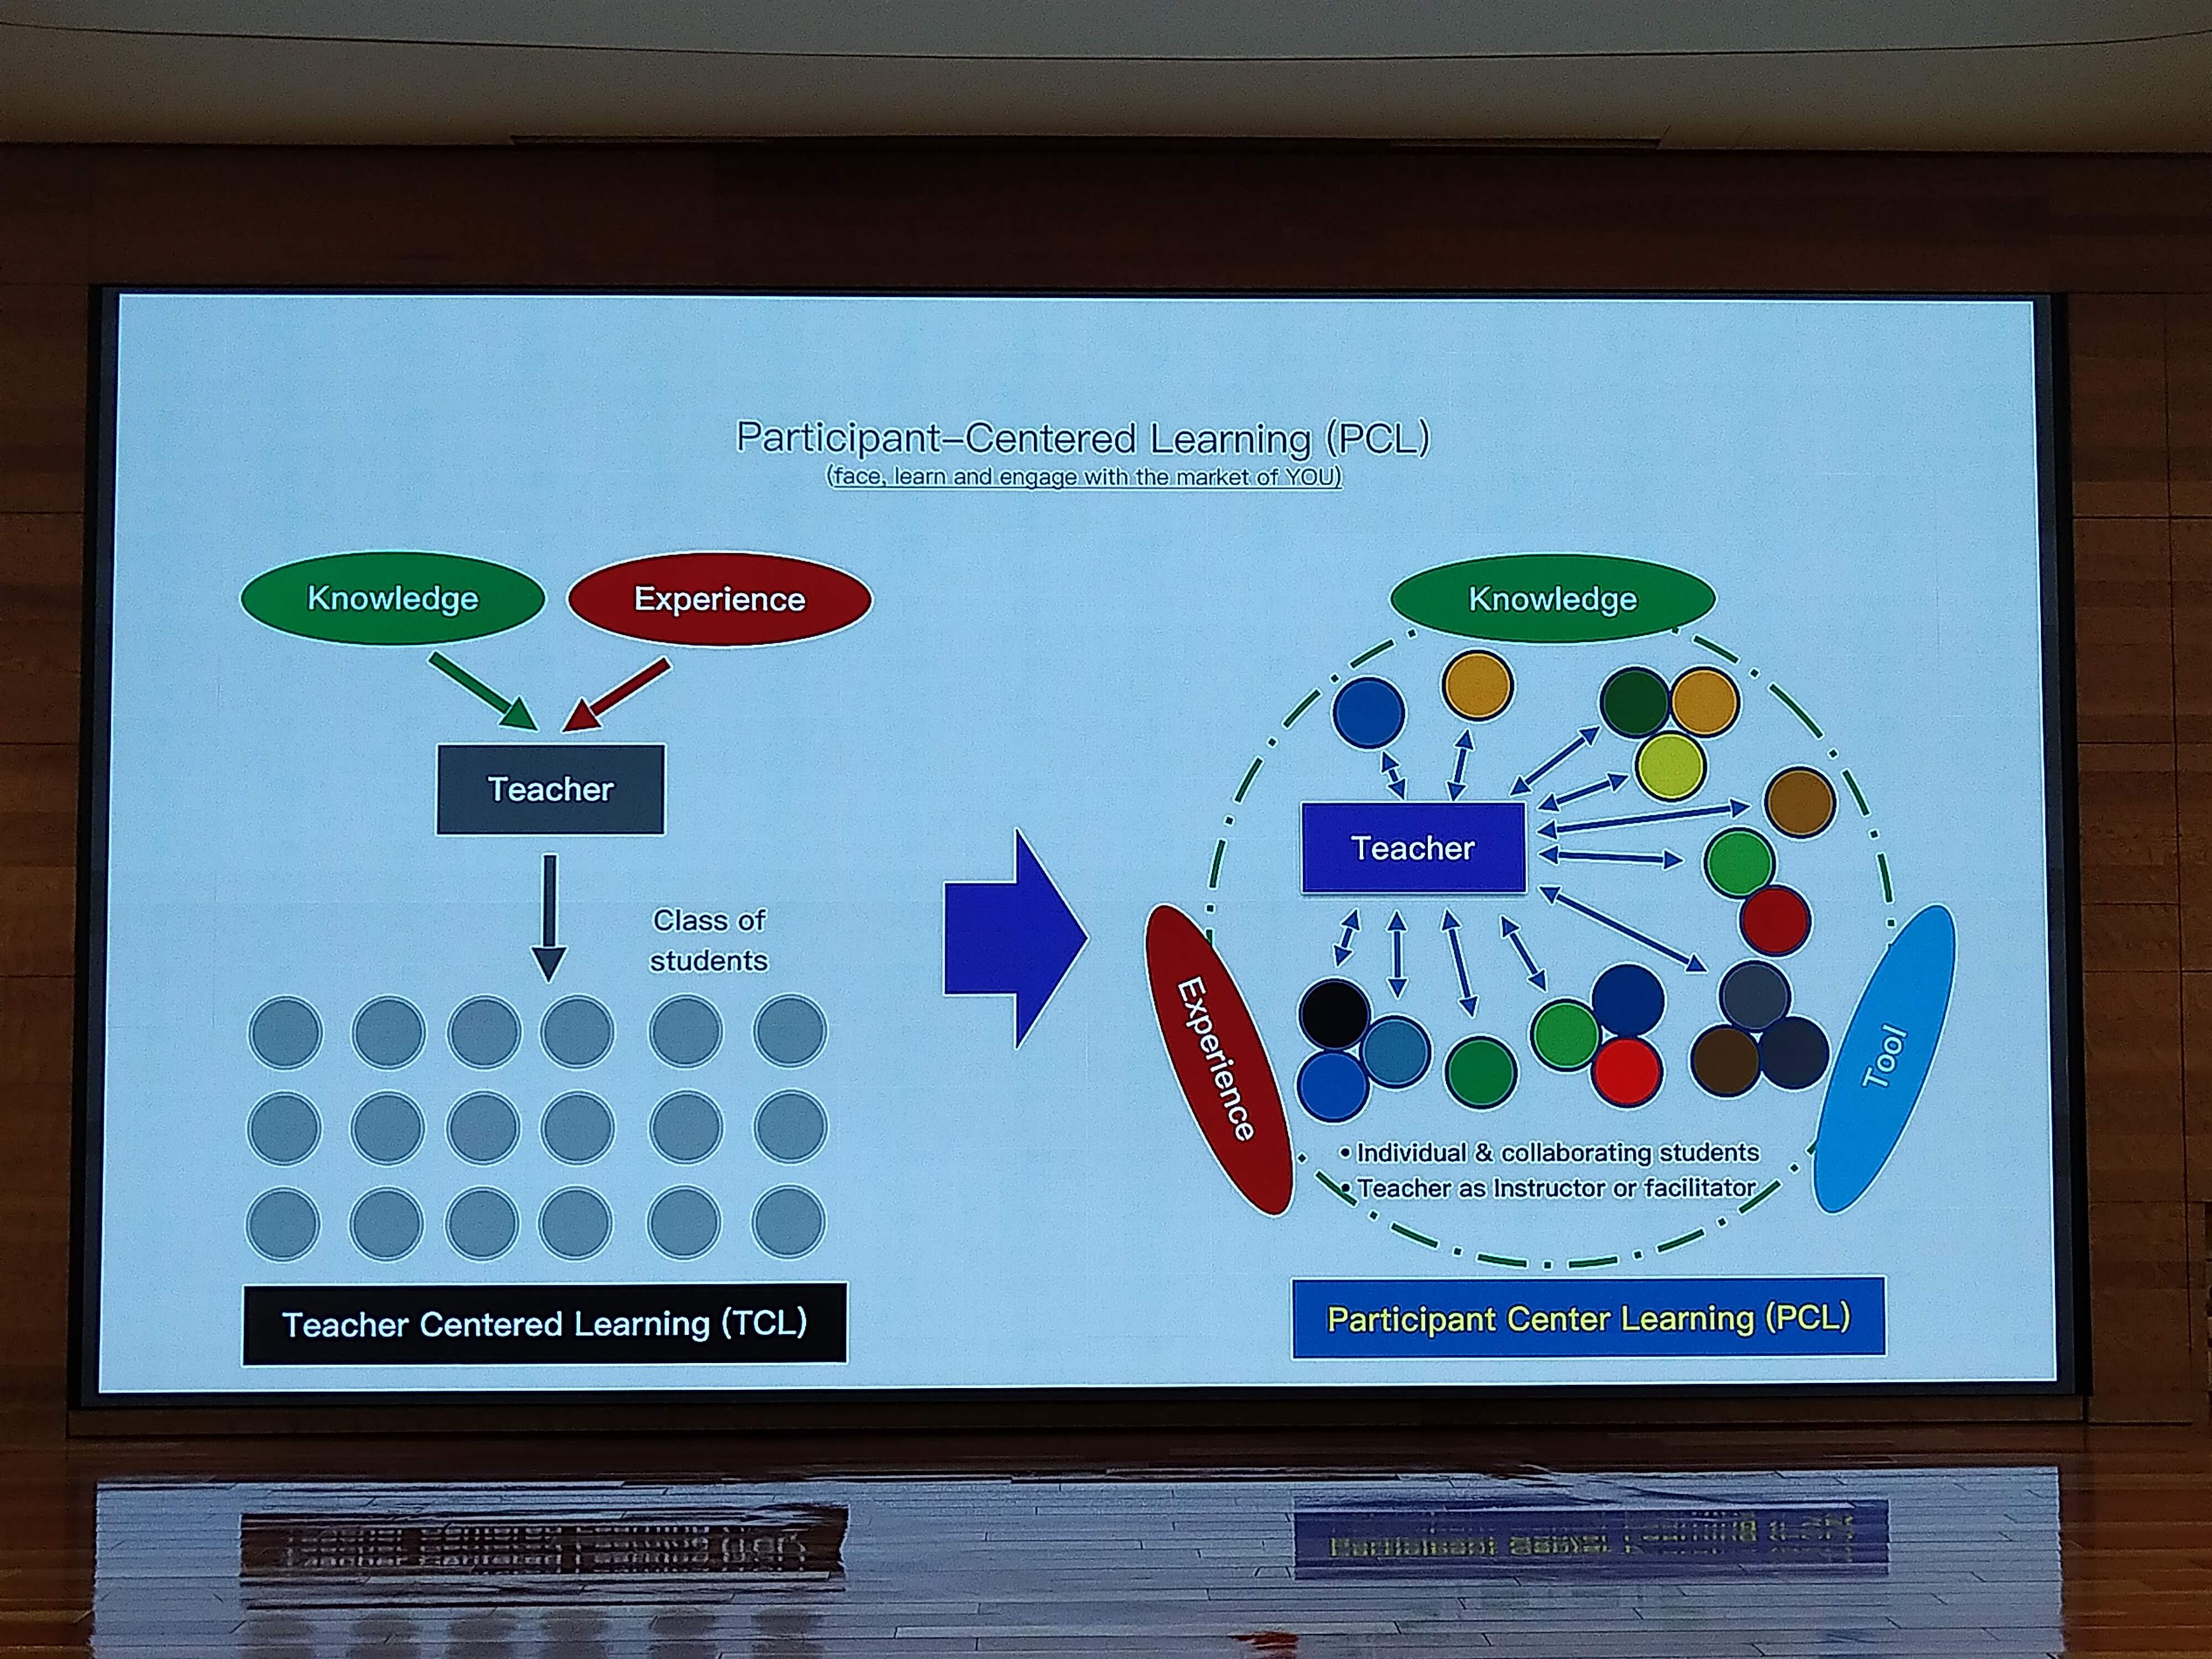 Participant–Centered Learning (PCL)
(face, learn and engage with the market of YOU)
Knowledge
Experience
Teacher
Class of
students
Teacher Centered Learning (TCL)
Knowledge
Teacher
Experience
Tool
• Individual & collaborating students
• Teacher as Instructor or facilitator
Participant Center Learning (PCL)